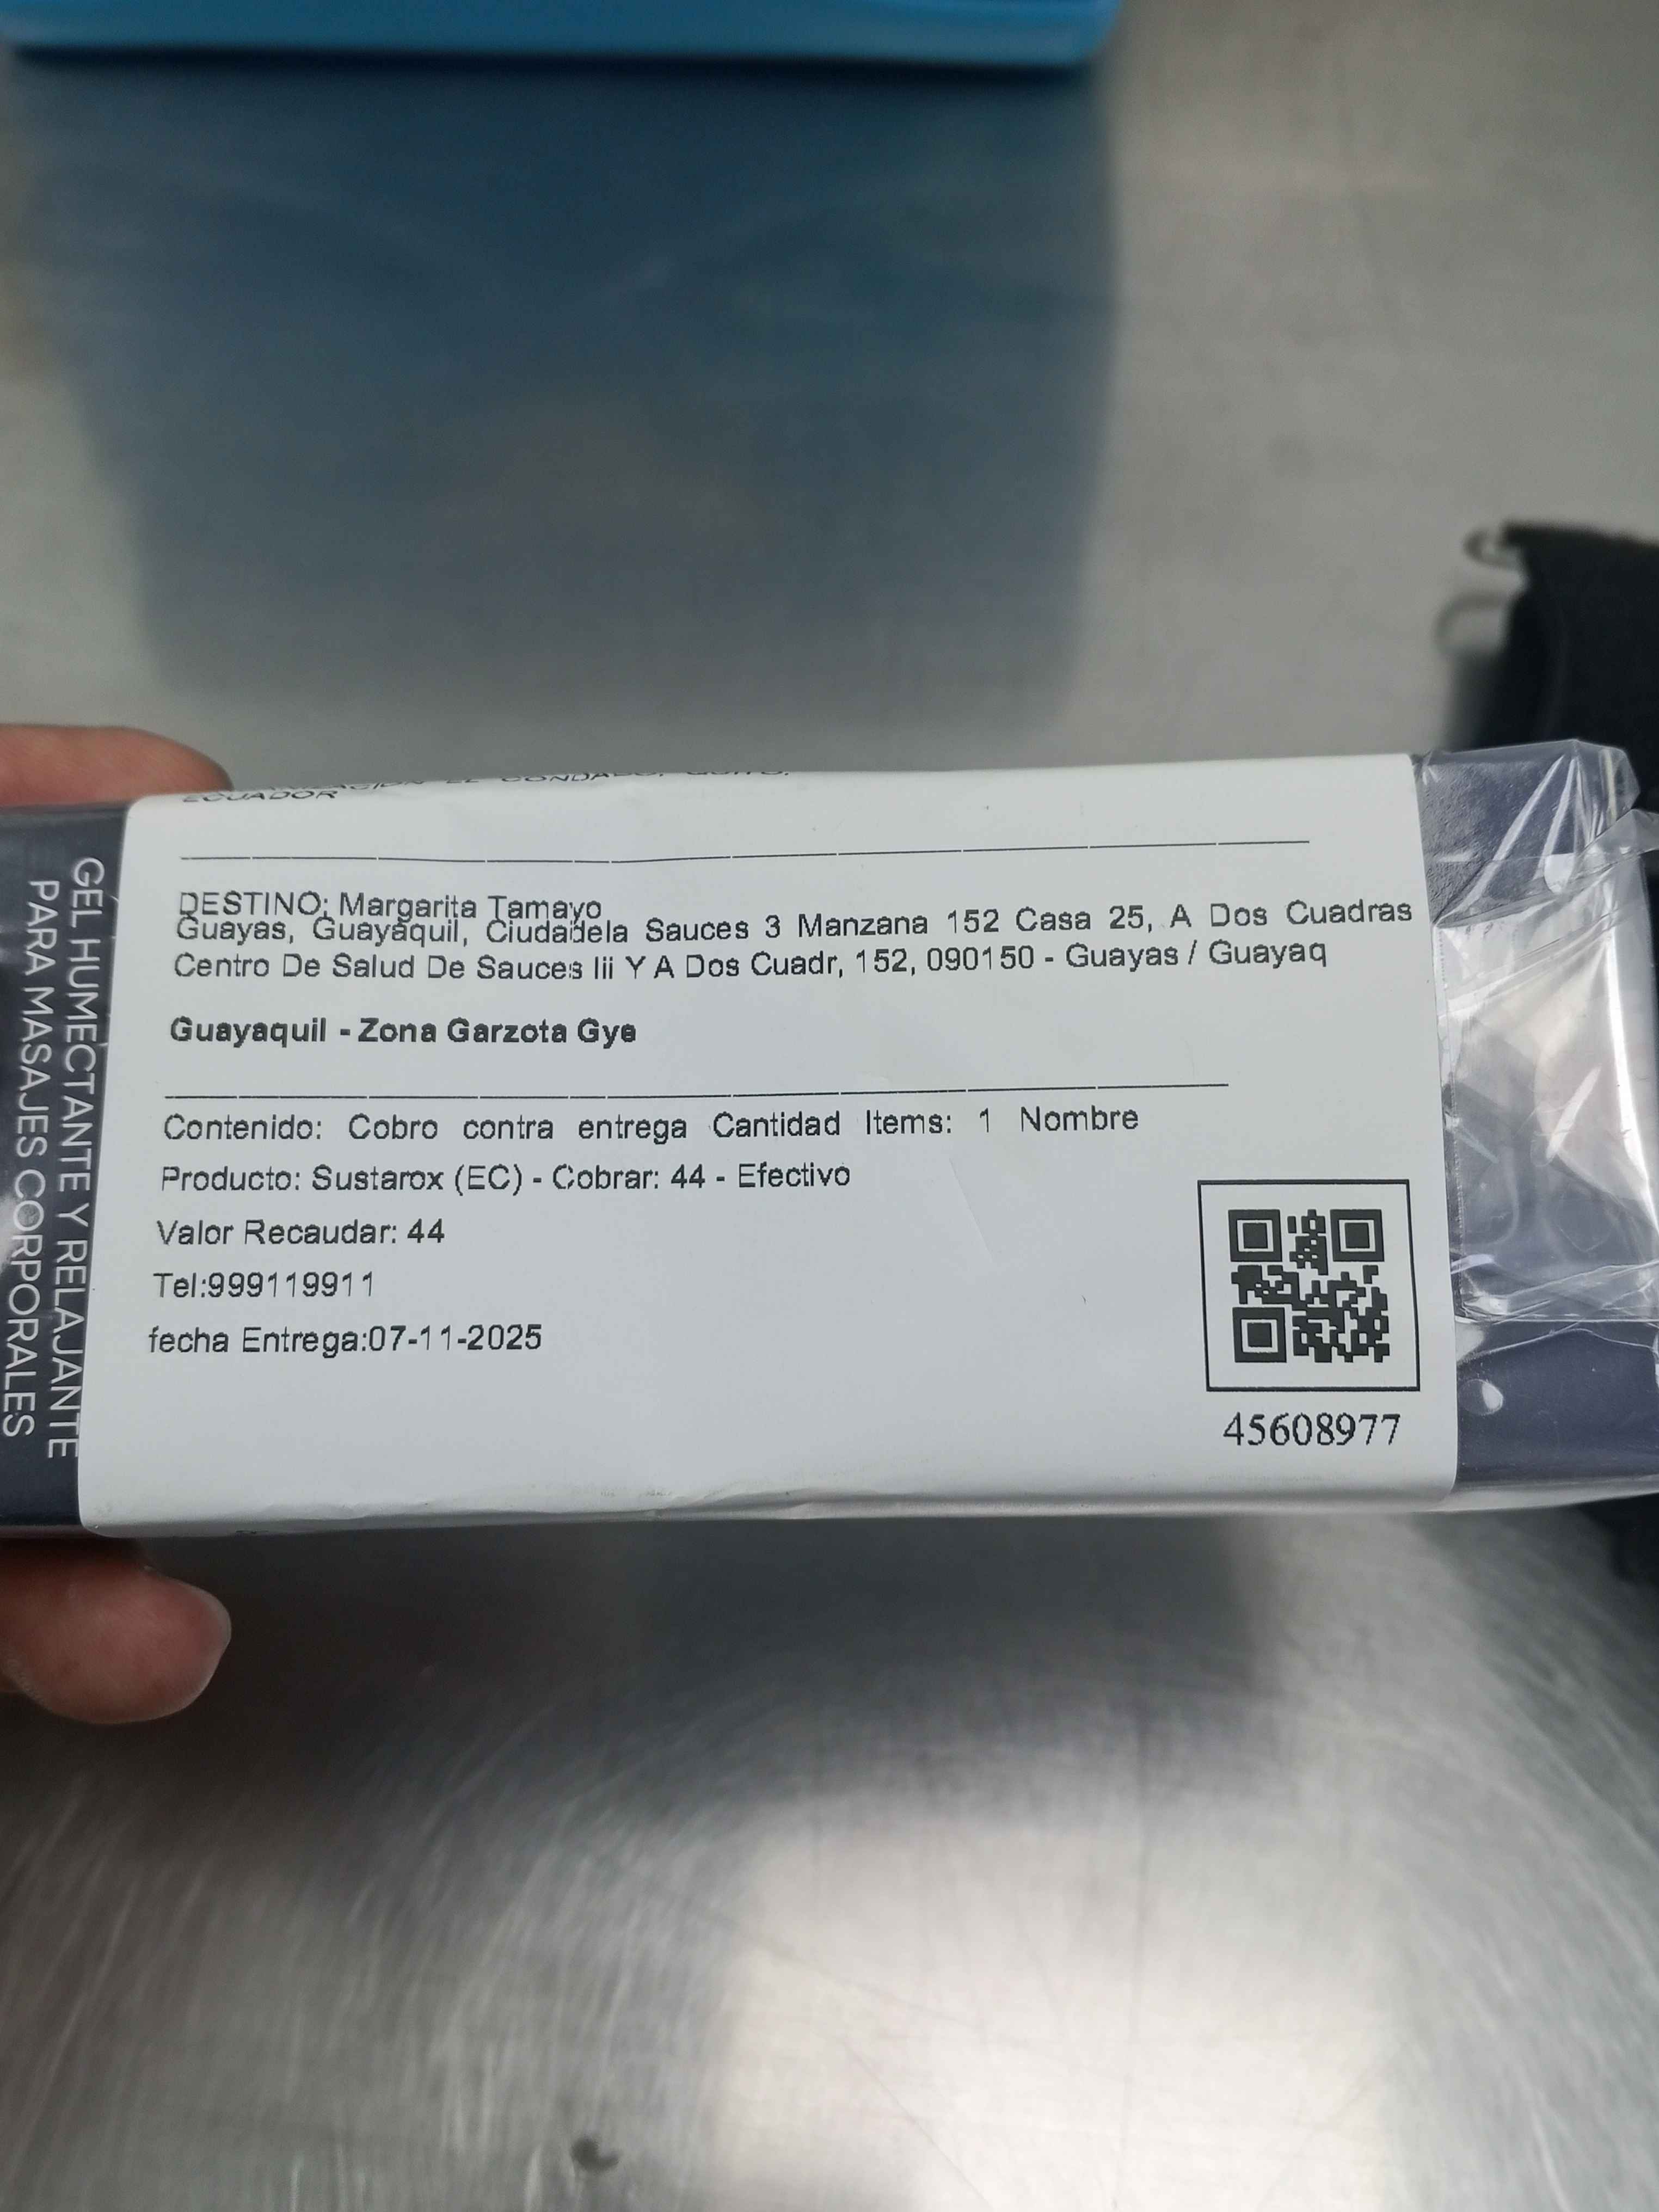 ECUADOR
DESTINO: Margarita Tamayo
Guayas, Guayaquil, Ciudadela Sauces 3 Manzana 152 Casa 25, A Dos Cuadras
Centro De Salud De Sauces Iii Y A Dos Cuadr, 152, 090150 - Guayas / Guayaq
Guayaquil - Zona Garzota Gye
Contenido: Cobro contra entrega Cantidad Items: 1 Nombre
Producto: Sustarox (EC) - Cobrar: 44 - Efectivo
Valor Recaudar: 44
Tel:999119911
fecha Entrega:07-11-2025
45608977
GEL HUMECTANTE Y RELAJANTE
PARA MASAJES CORPORALES